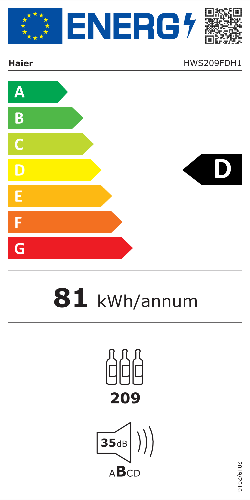 ENERG
Haier HWS209FDH1
A
B
C
D
D
E
F
G
81 kWh/annum
209
35dB
ABCD